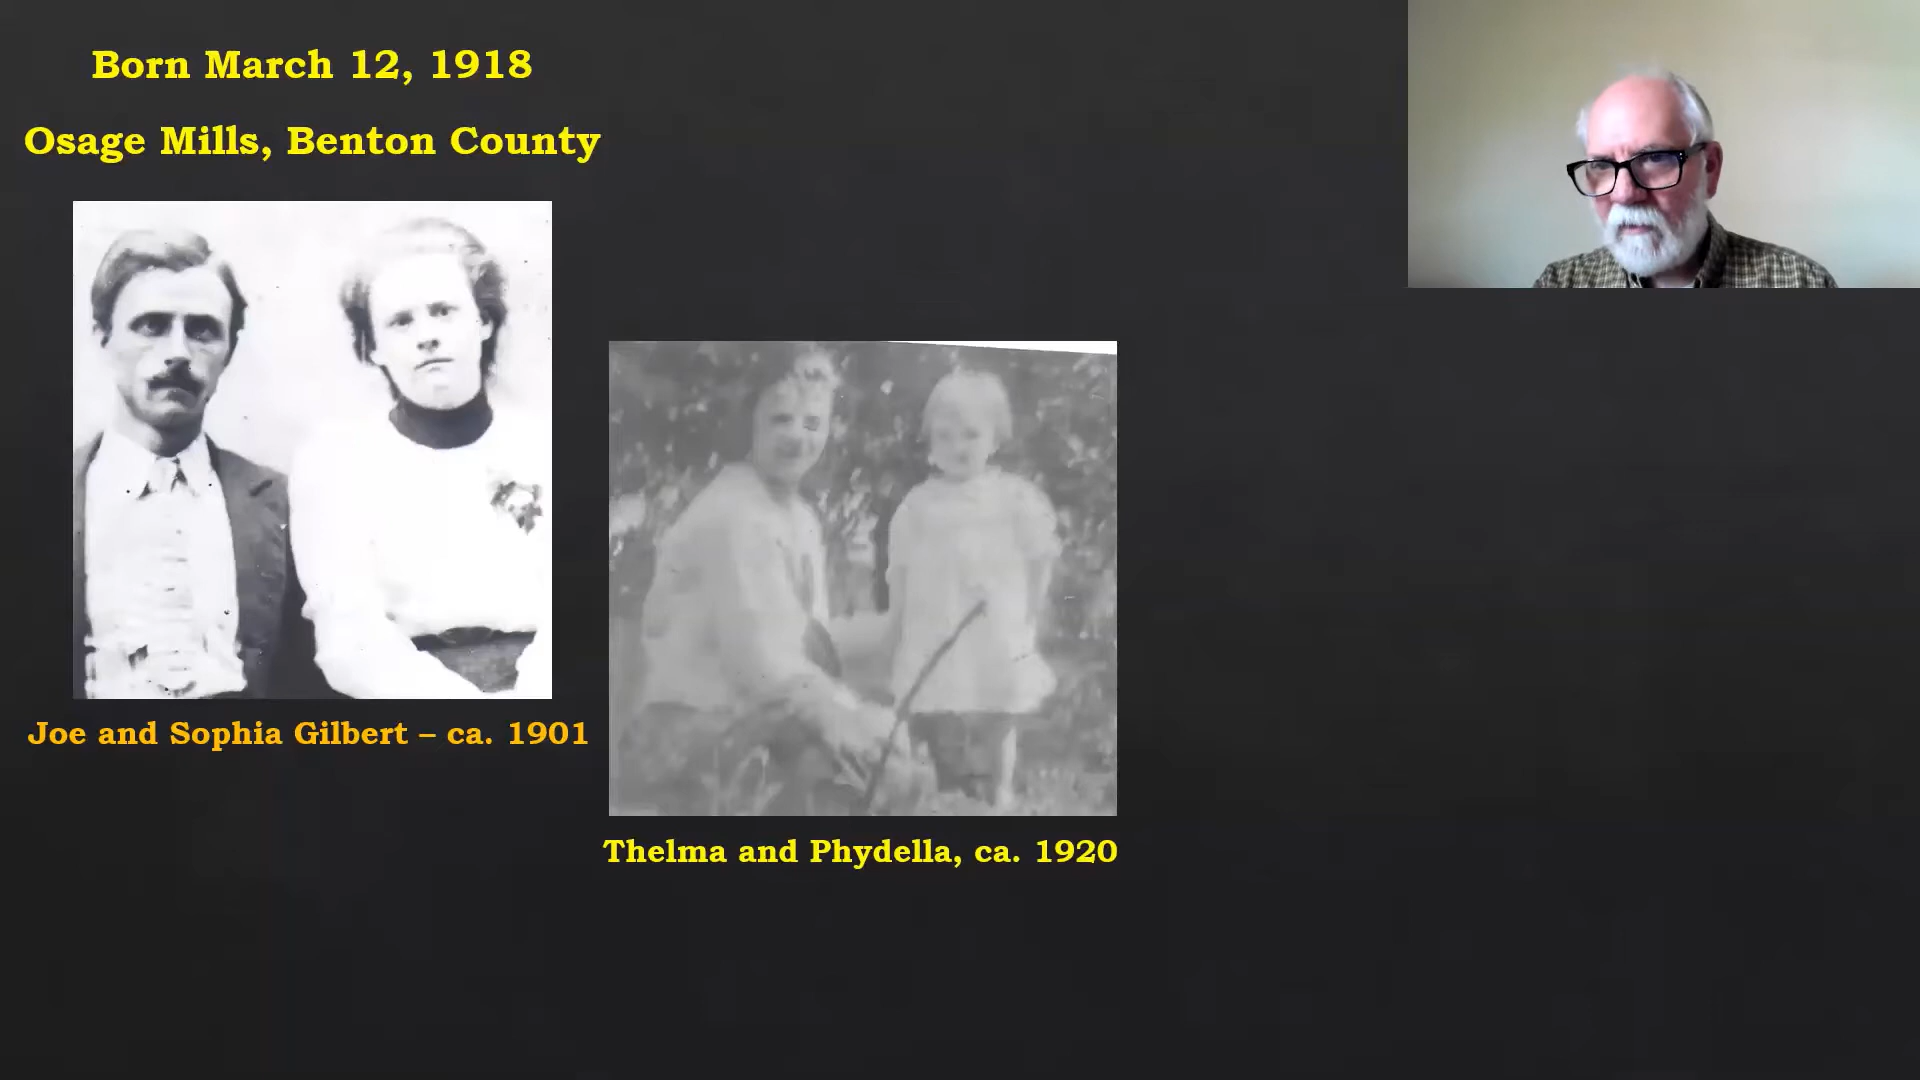 Born March 12, 1918
Osage Mills, Benton County
Joe and Sophia Gilbert – ca. 1901
Thelma and Phydella, ca. 1920